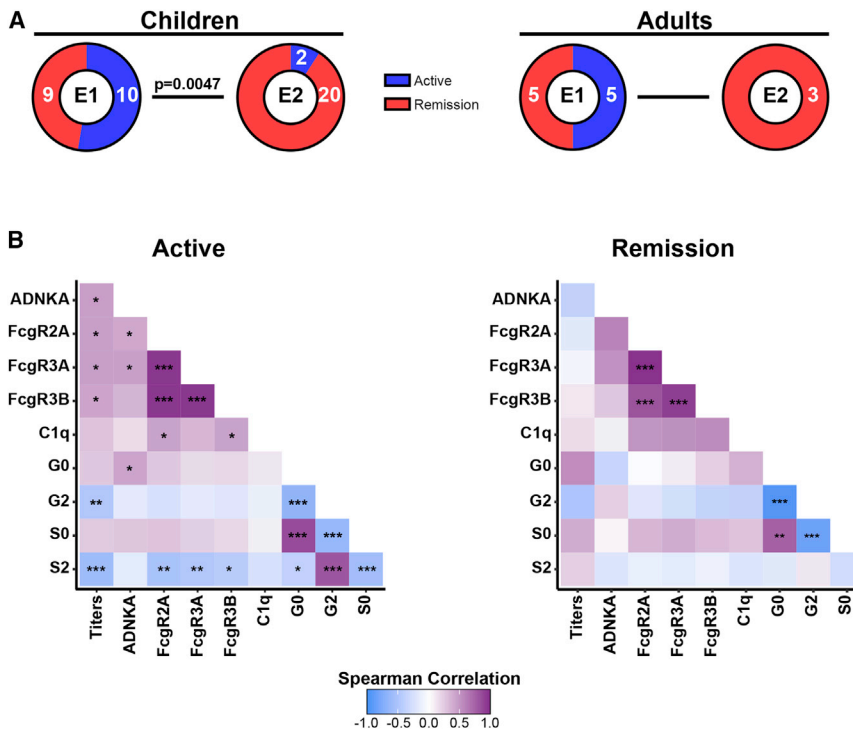 A
Children
Adults
9
E1
10
p=0.0047
2
E2
20
Active
Remission
5
E1
5
E2
3
B
Active
Remission
ADNKA
*
FcgR2A
* *
FcgR3A
* * ***
FcgR3B
* *** ***
C1q
* *
G0
*
G2
** ***
S0
*** ***
S2
*** ** ** * * *** ***
Titers
ADNKA
FcgR2A
FcgR3A
FcgR3B
C1q
G0
G2
S0
ADNKA
FcgR2A
FcgR3A
***
FcgR3B
*** ***
C1q
G0
G2
***
S0
** ***
S2
Titers
ADNKA
FcgR2A
FcgR3A
FcgR3B
C1q
G0
G2
S0
Spearman Correlation
-1.0 -0.5 0.0 0.5 1.0